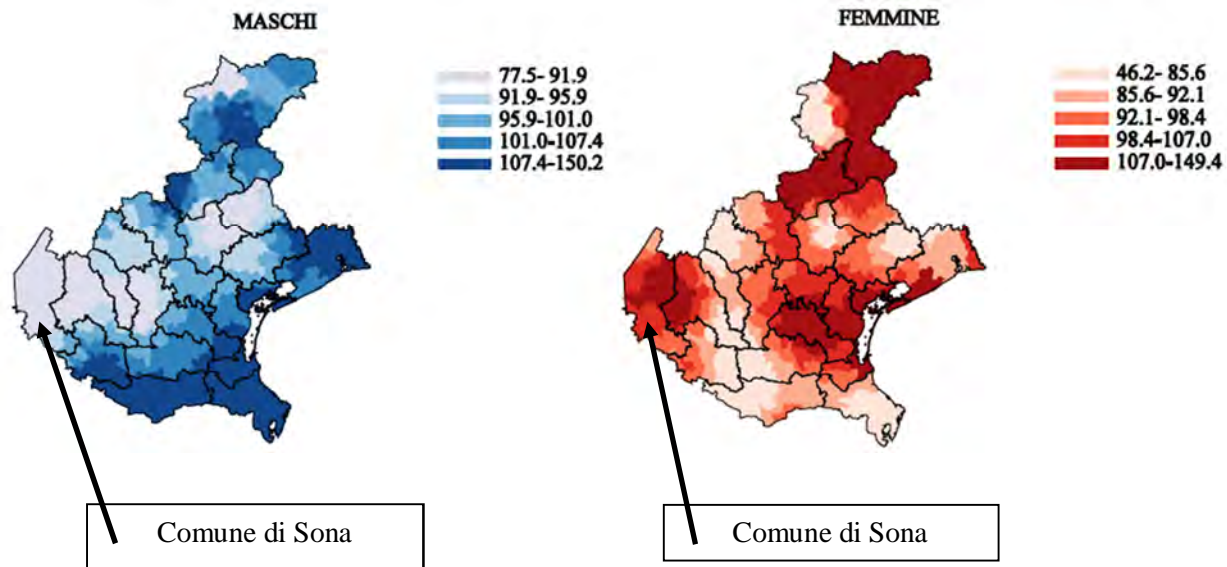 MASCHI
77.5- 91.9
91.9- 95.9
95.9-101.0
101.0-107.4
107.4-150.2
Comune di Sona
FEMMINE
46.2- 85.6
85.6- 92.1
92.1- 98.4
98.4-107.0
107.0-149.4
Comune di Sona